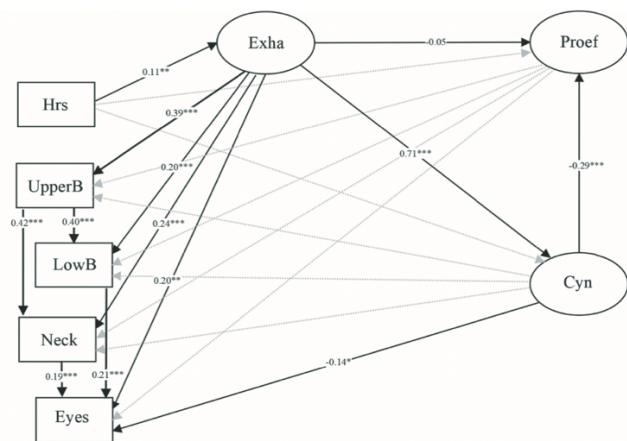 Exha
-0.05
Proef
0.11**
Hrs
0.39***
0.71***
0.20***
-0.29***
UpperB
0.42***
0.40***
0.24***
LowB
0.20**
Cyn
Neck
-0.14*
0.19***
0.21***
Eyes